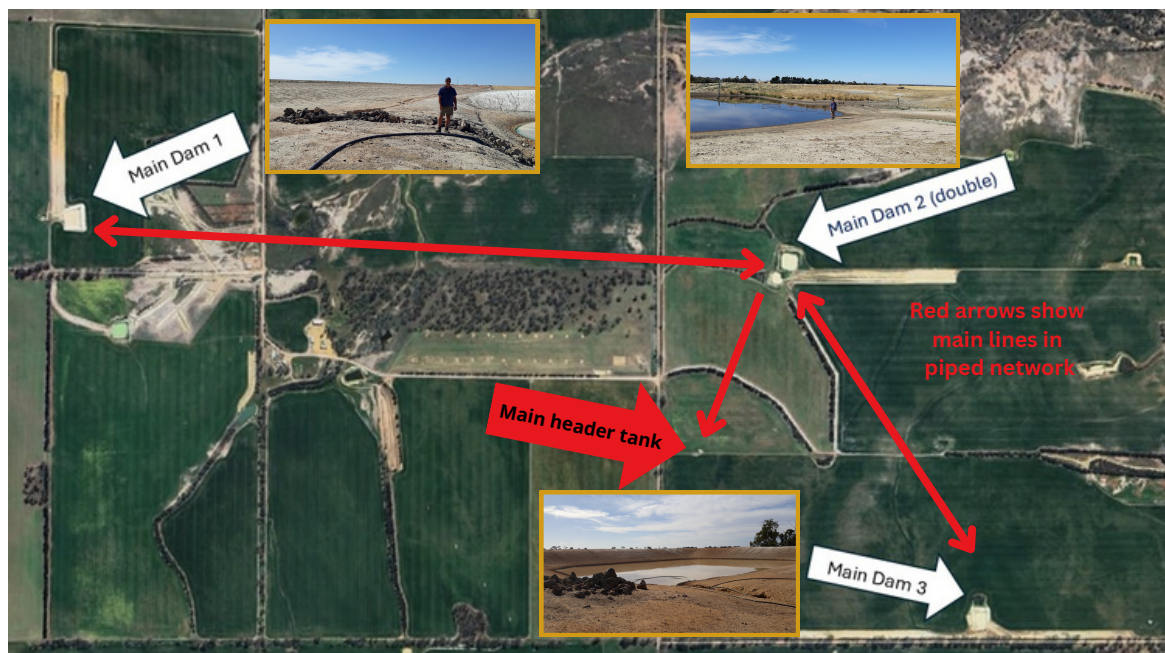 Main Dam 1
Main Dam 2 (double)
Red arrows show
main lines in
piped network
Main header tank
Main Dam 3